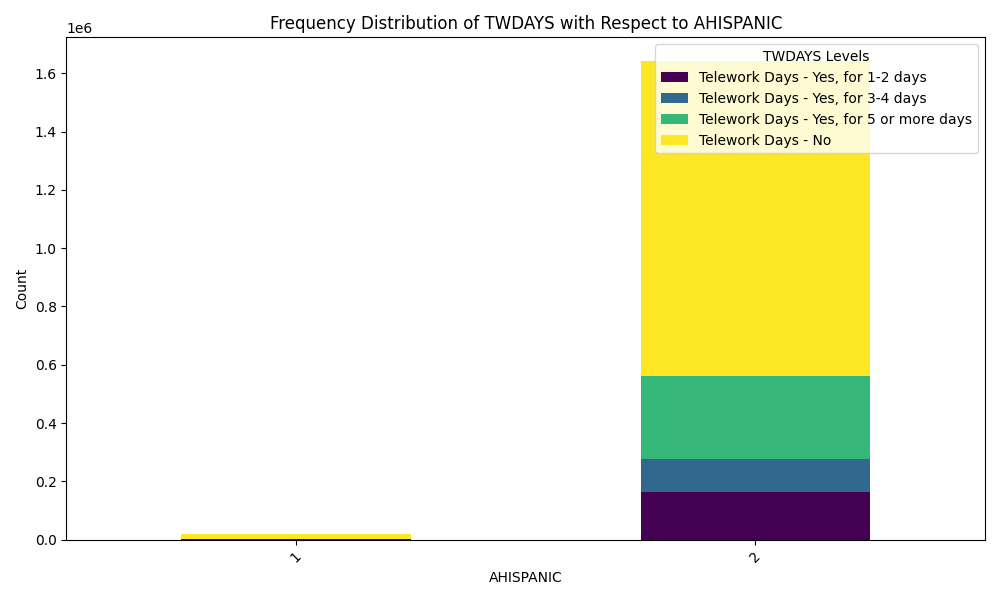 Frequency Distribution of TWDAYS with Respect to AHISPANIC
1e6
TWDAYS Levels
Telework Days - Yes, for 1-2 days
Telework Days - Yes, for 3-4 days
Telework Days - Yes, for 5 or more days
Telework Days - No
Count
1.6
1.4
1.2
1.0
0.8
0.6
0.4
0.2
0.0
1
2
AHISPANIC